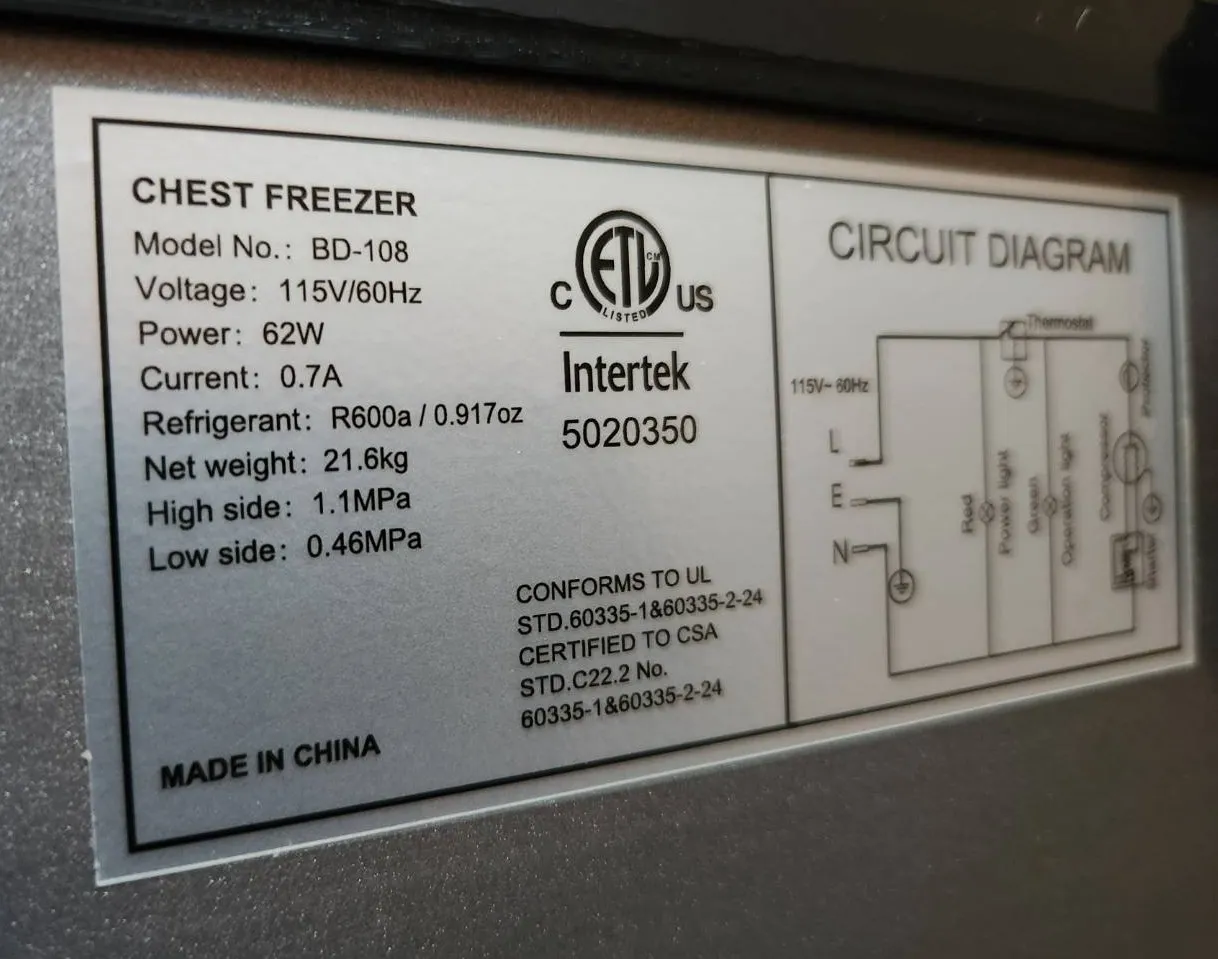 CHEST FREEZER
Model No.: BD-108
Voltage: 115V/60Hz
Power: 62W
Current: 0.7A
Refrigerant: R600a / 0.917oz
Net weight: 21.6kg
High side: 1.1MPa
Low side: 0.46MPa
MADE IN CHINA
ETL CM
LISTED
C US
Intertek
5020350
CONFORMS TO UL
STD.60335-1&60335-2-24
CERTIFIED TO CSA
STD.C22.2 No.
60335-1&60335-2-24
CIRCUIT DIAGRAM
Thermostat
115V~ 60Hz
L
E
N
Red
Power light
Green
Operation light
Compressor